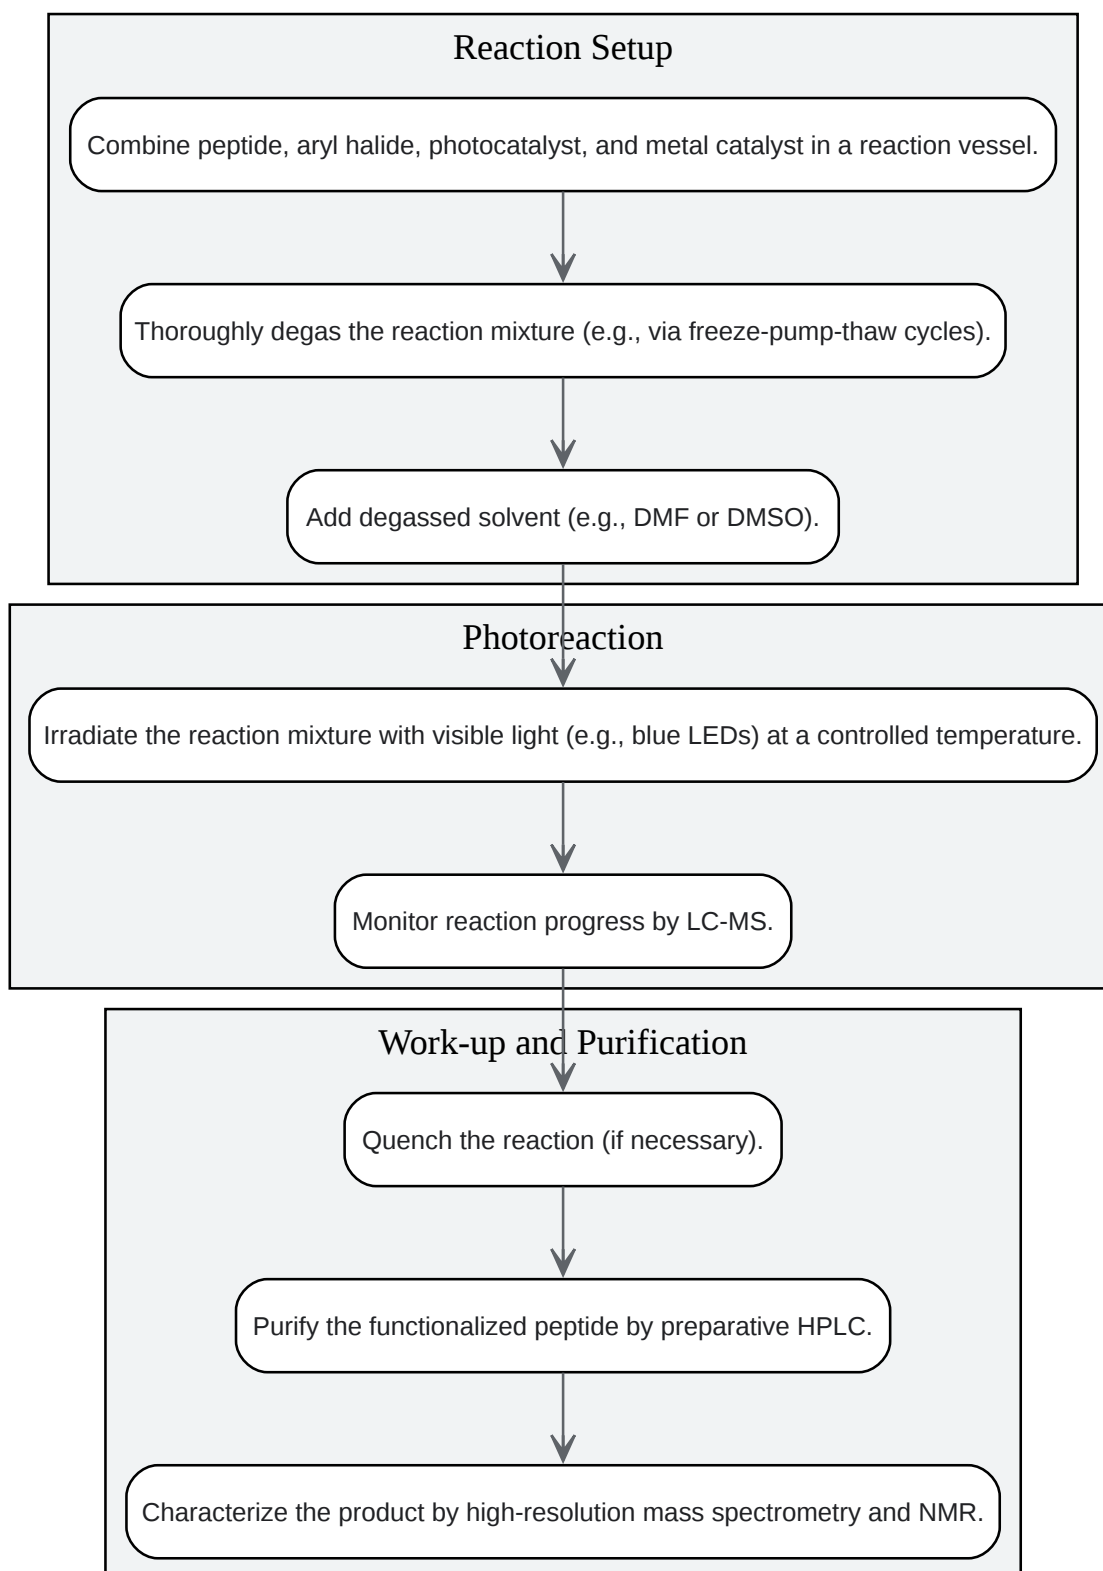 Reaction Setup
Combine peptide, aryl halide, photocatalyst, and metal catalyst in a reaction vessel.
Thoroughly degas the reaction mixture (e.g., via freeze-pump-thaw cycles).
Add degassed solvent (e.g., DMF or DMSO).
Photoreaction
Irradiate the reaction mixture with visible light (e.g., blue LEDs) at a controlled temperature.
Monitor reaction progress by LC-MS.
Work-up and Purification
Quench the reaction (if necessary).
Purify the functionalized peptide by preparative HPLC.
Characterize the product by high-resolution mass spectrometry and NMR.